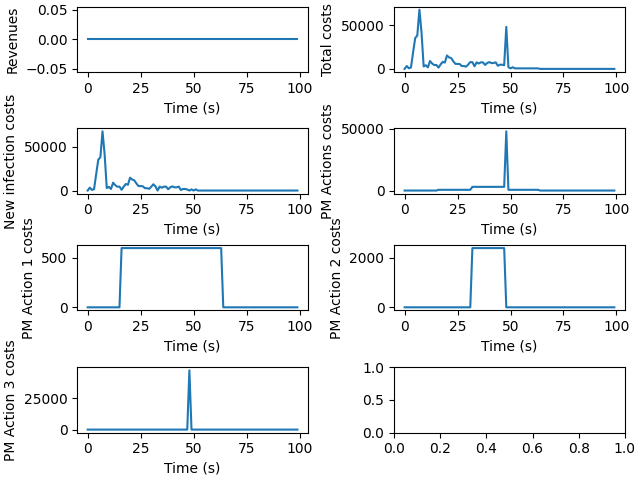 Revenues
0.05
0.00
−0.05
0 25 50 75 100
Time (s)
Total costs
50000
0
0 25 50 75 100
Time (s)
New infection costs
50000
0
0 25 50 75 100
Time (s)
PM Actions costs
50000
0
0 25 50 75 100
Time (s)
PM Action 1 costs
500
0
0 25 50 75 100
Time (s)
PM Action 2 costs
2000
0
0 25 50 75 100
Time (s)
PM Action 3 costs
25000
0
0 25 50 75 100
Time (s)
1.0
0.5
0.0
0.0 0.2 0.4 0.6 0.8 1.0